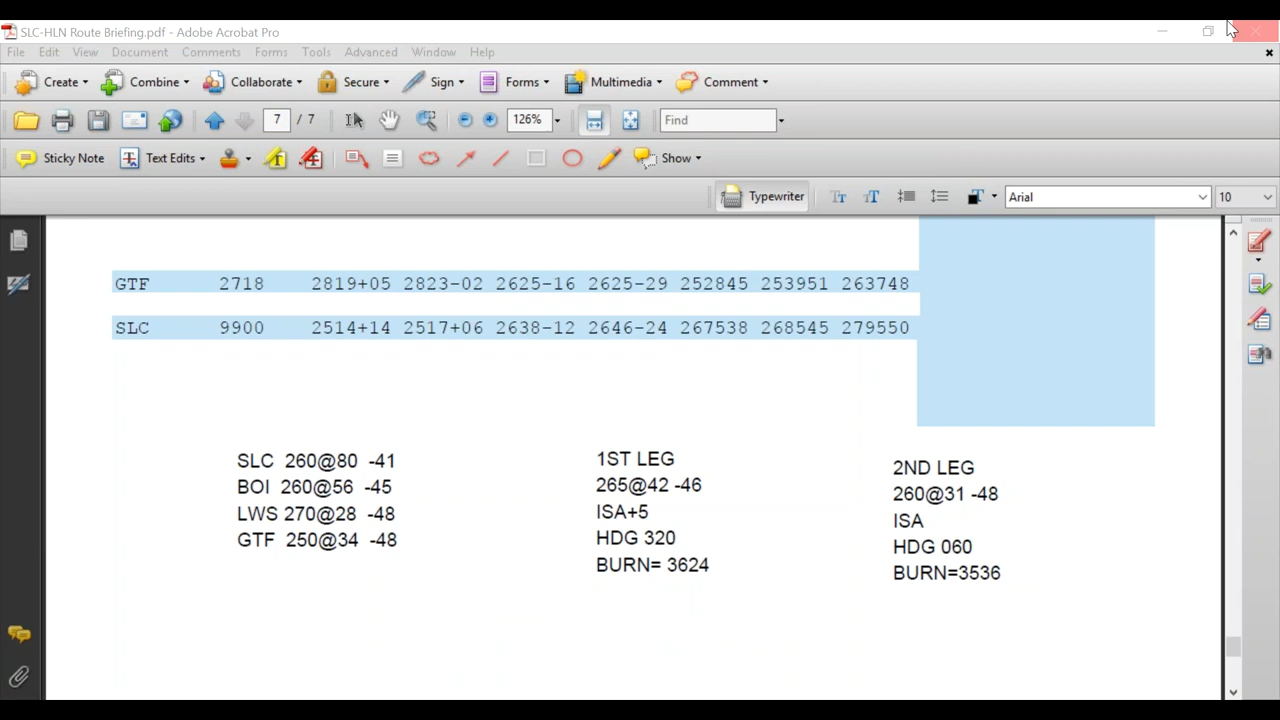 SLC-HLN Route Briefing.pdf - Adobe Acrobat Pro
File Edit View Document Comments Forms Tools Advanced Window Help
Create Combine Collaborate Secure Sign Forms Multimedia Comment
7 / 7 126% Find
Sticky Note Text Edits Show
Typewriter Arial 10
GTF 2718 2819+05 2823-02 2625-16 2625-29 252845 253951 263748
SLC 9900 2514+14 2517+06 2638-12 2646-24 267538 268545 279550
SLC 260@80 -41
BOI 260@56 -45
LWS 270@28 -48
GTF 250@34 -48
1ST LEG
265@42 -46
ISA+5
HDG 320
BURN= 3624
2ND LEG
260@31 -48
ISA
HDG 060
BURN=3536